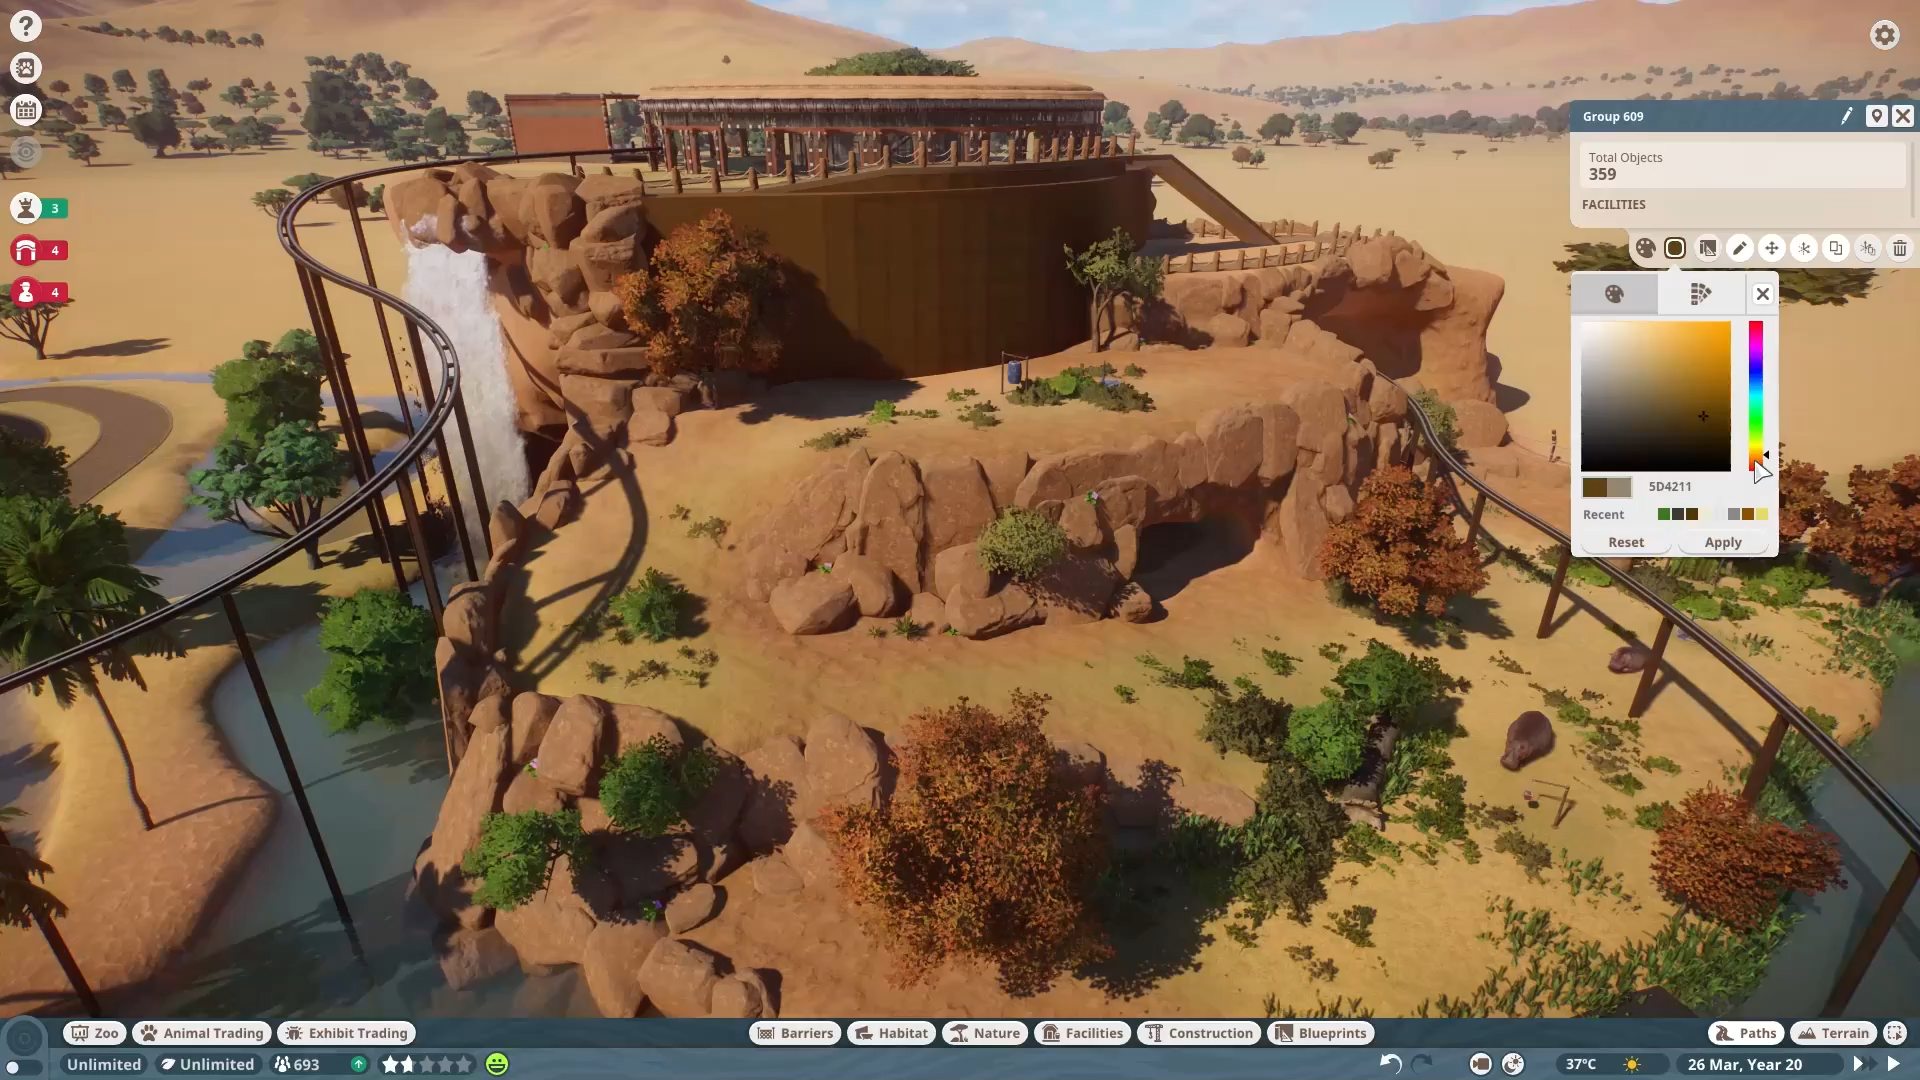 ?
Group 609
Total Objects
359
FACILITIES
3
4
4
5D4211
Recent
Reset
Apply
Zoo
Animal Trading
Exhibit Trading
Barriers
Habitat
Nature
Facilities
Construction
Blueprints
Paths
Terrain
Unlimited
Unlimited
693
37°C
26 Mar, Year 20